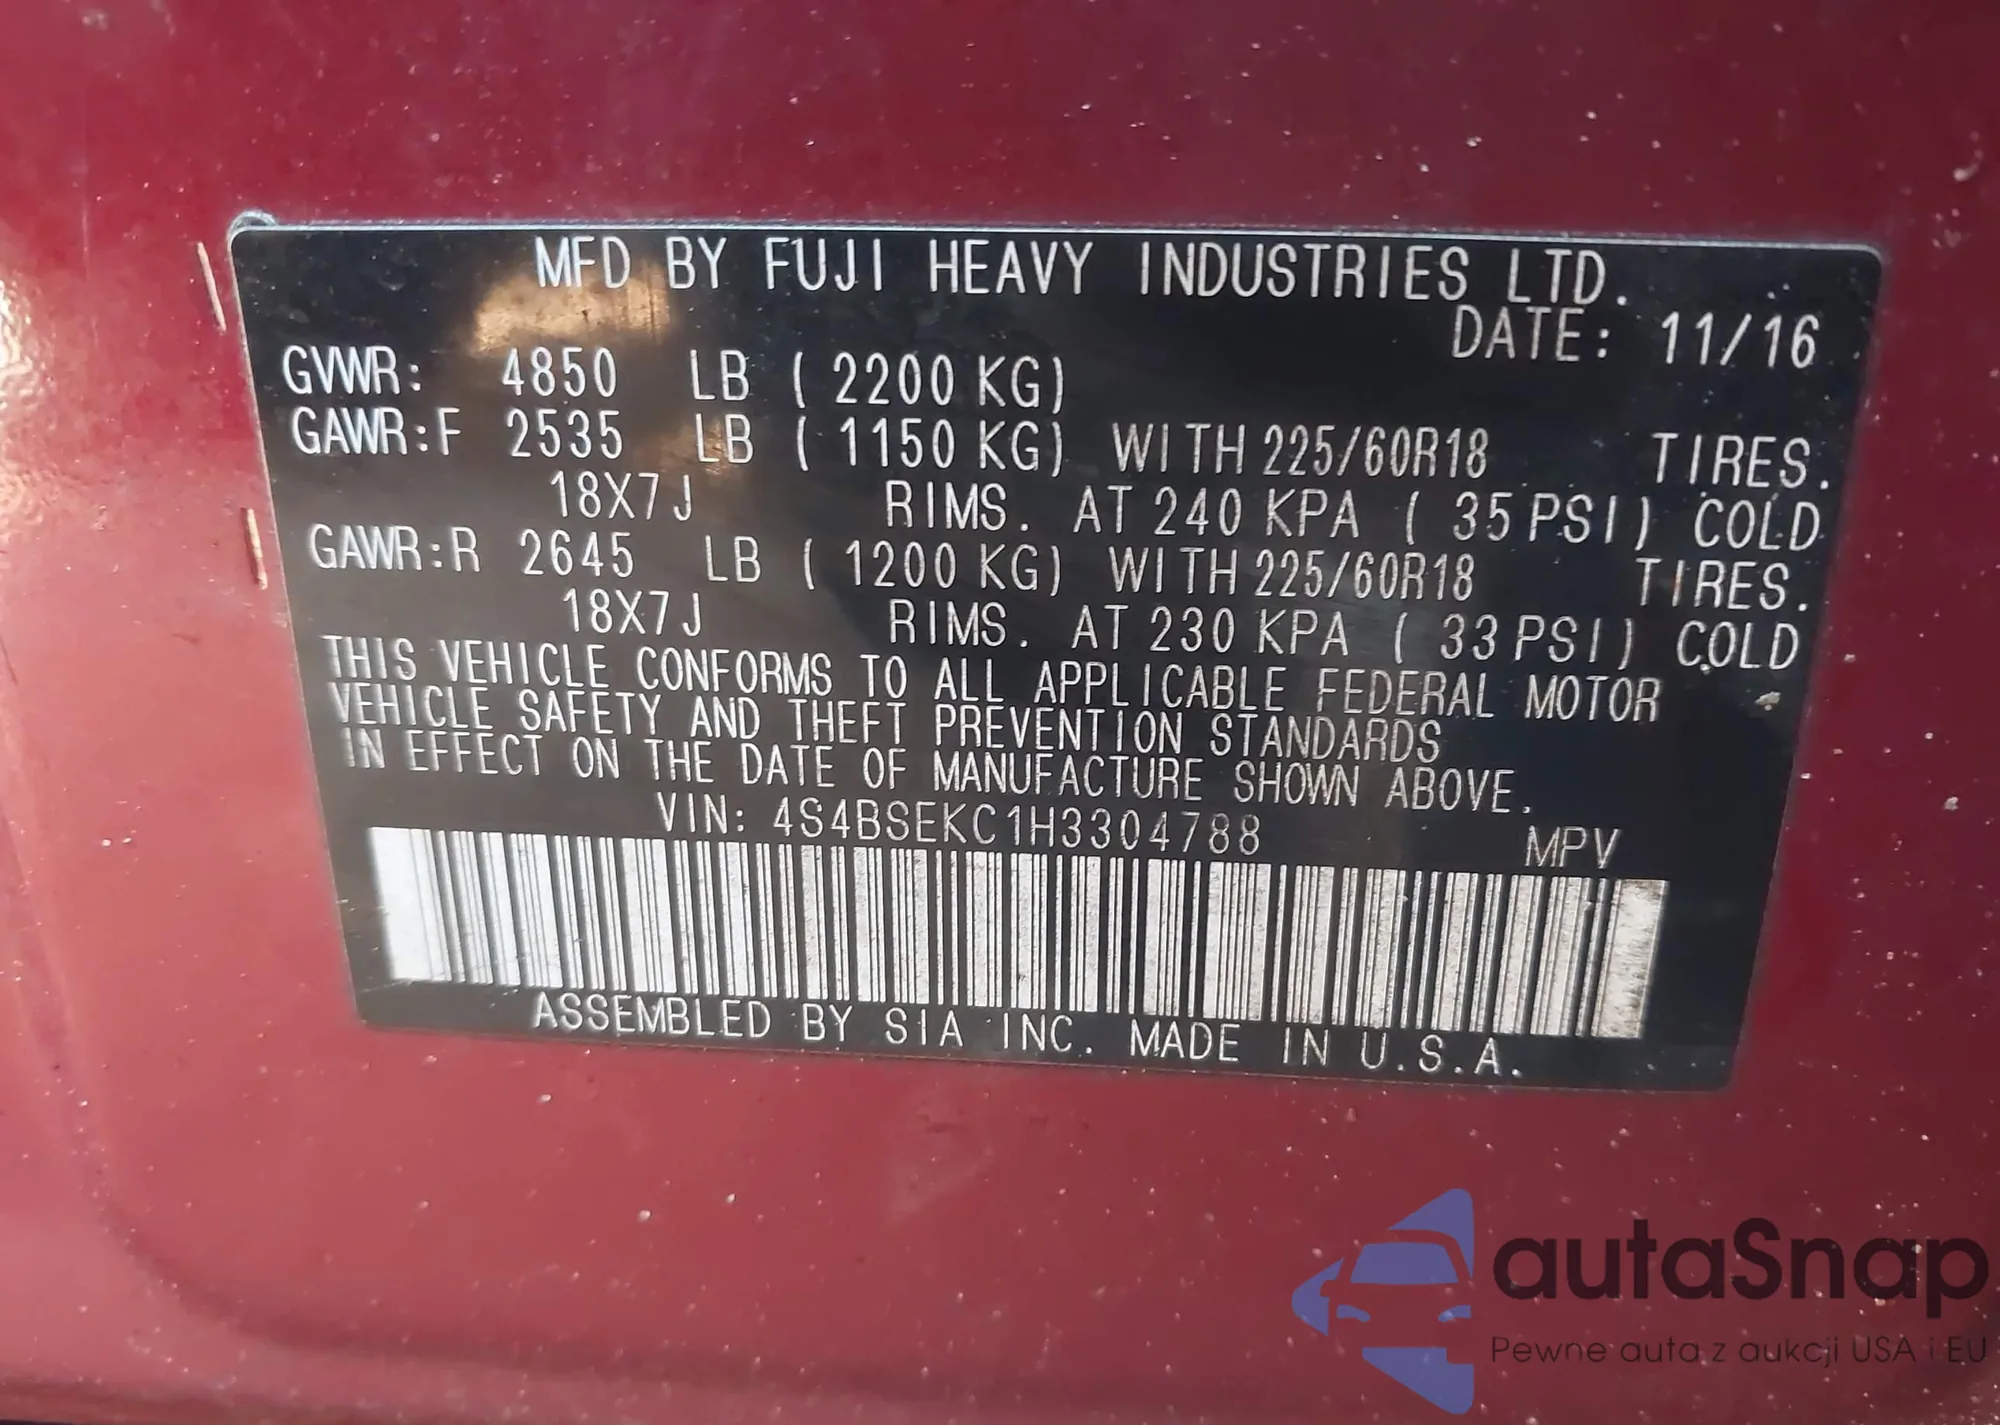 MFD BY FUJI HEAVY INDUSTRIES LTD.
DATE: 11/16
GVWR: 4850 LB ( 2200 KG)
GAWR:F 2535 LB ( 1150 KG) WITH 225/60R18 TIRES.
18X7J RIMS. AT 240 KPA ( 35 PSI) COLD
GAWR:R 2645 LB ( 1200 KG) WITH 225/60R18 TIRES.
18X7J RIMS. AT 230 KPA ( 33 PSI) COLD
THIS VEHICLE CONFORMS TO ALL APPLICABLE FEDERAL MOTOR
VEHICLE SAFETY AND THEFT PREVENTION STANDARDS
IN EFFECT ON THE DATE OF MANUFACTURE SHOWN ABOVE.
VIN: 4S4BSEKC1H3304788 MPV
ASSEMBLED BY SIA INC. MADE IN U.S.A.
autaSnap
Pewne auta z aukcji USA i EU